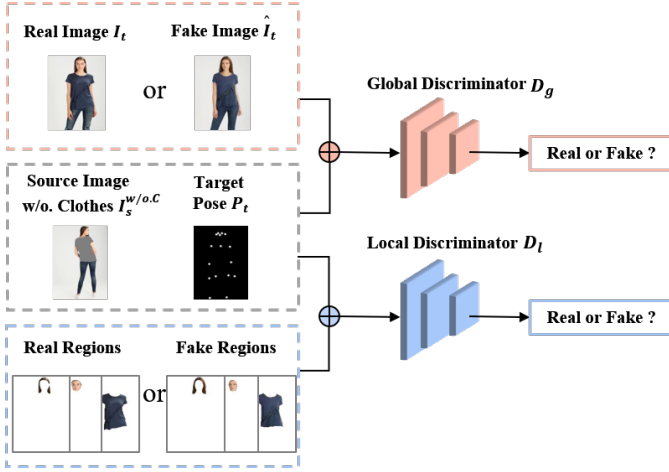 Real Image I_t
Fake Image Î_t
or
Global Discriminator D_g
Real or Fake ?
Source Image
w/o. Clothes I_s^{w/o.C}
Target
Pose P_t
Local Discriminator D_l
Real or Fake ?
Real Regions
Fake Regions
or